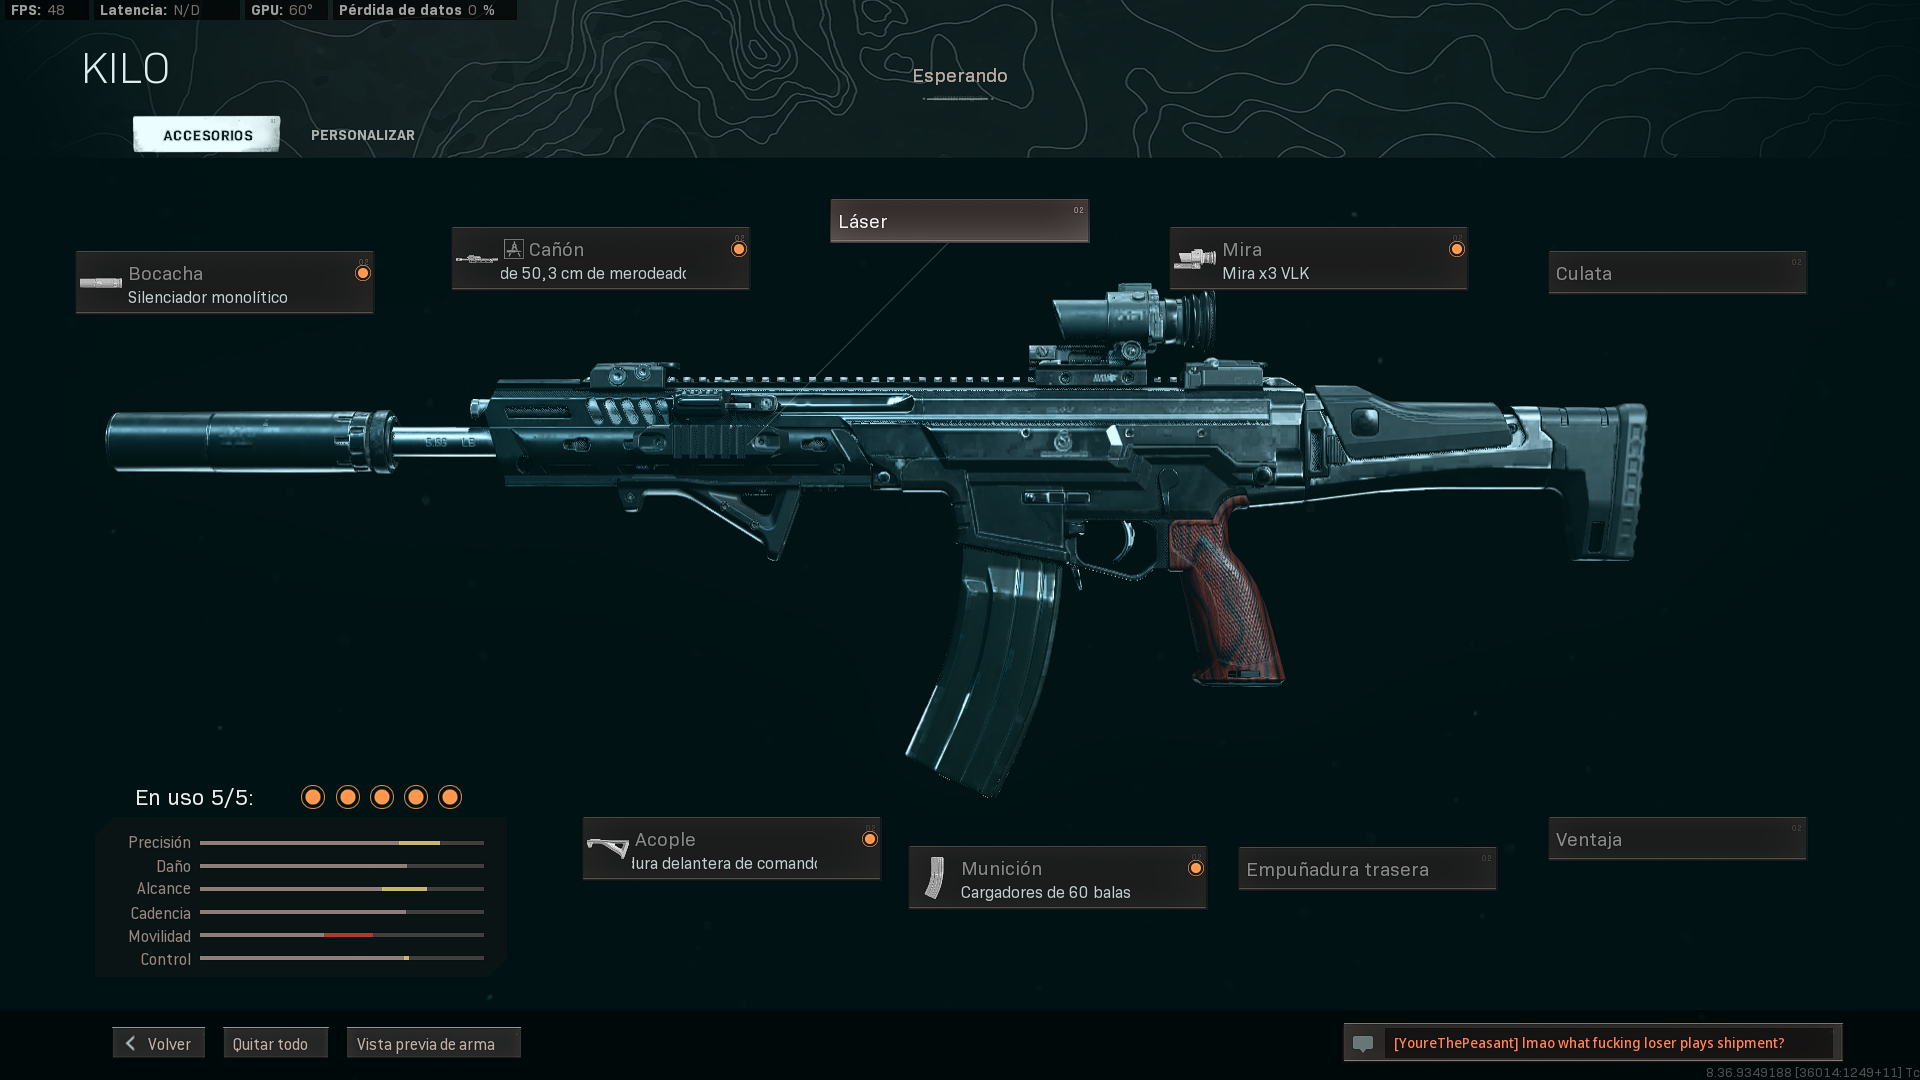 FPS: 48 Latencia: N/D GPU: 60° Pérdida de datos 0 %
KILO
Esperando
ACCESORIOS
PERSONALIZAR
Láser
Bocacha
Silenciador monolítico
Cañón
de 50,3 cm de merodeado
Mira
Mira x3 VLK
Culata
En uso 5/5:
Precisión
Daño
Alcance
Cadencia
Movilidad
Control
Acople
dura delantera de comando
Munición
Cargadores de 60 balas
Empuñadura trasera
Ventaja
Volver
Quitar todo
Vista previa de arma
[YoureThePeasant] lmao what fucking loser plays shipment?
8.36.9349188 [36014:1249+11] Tc